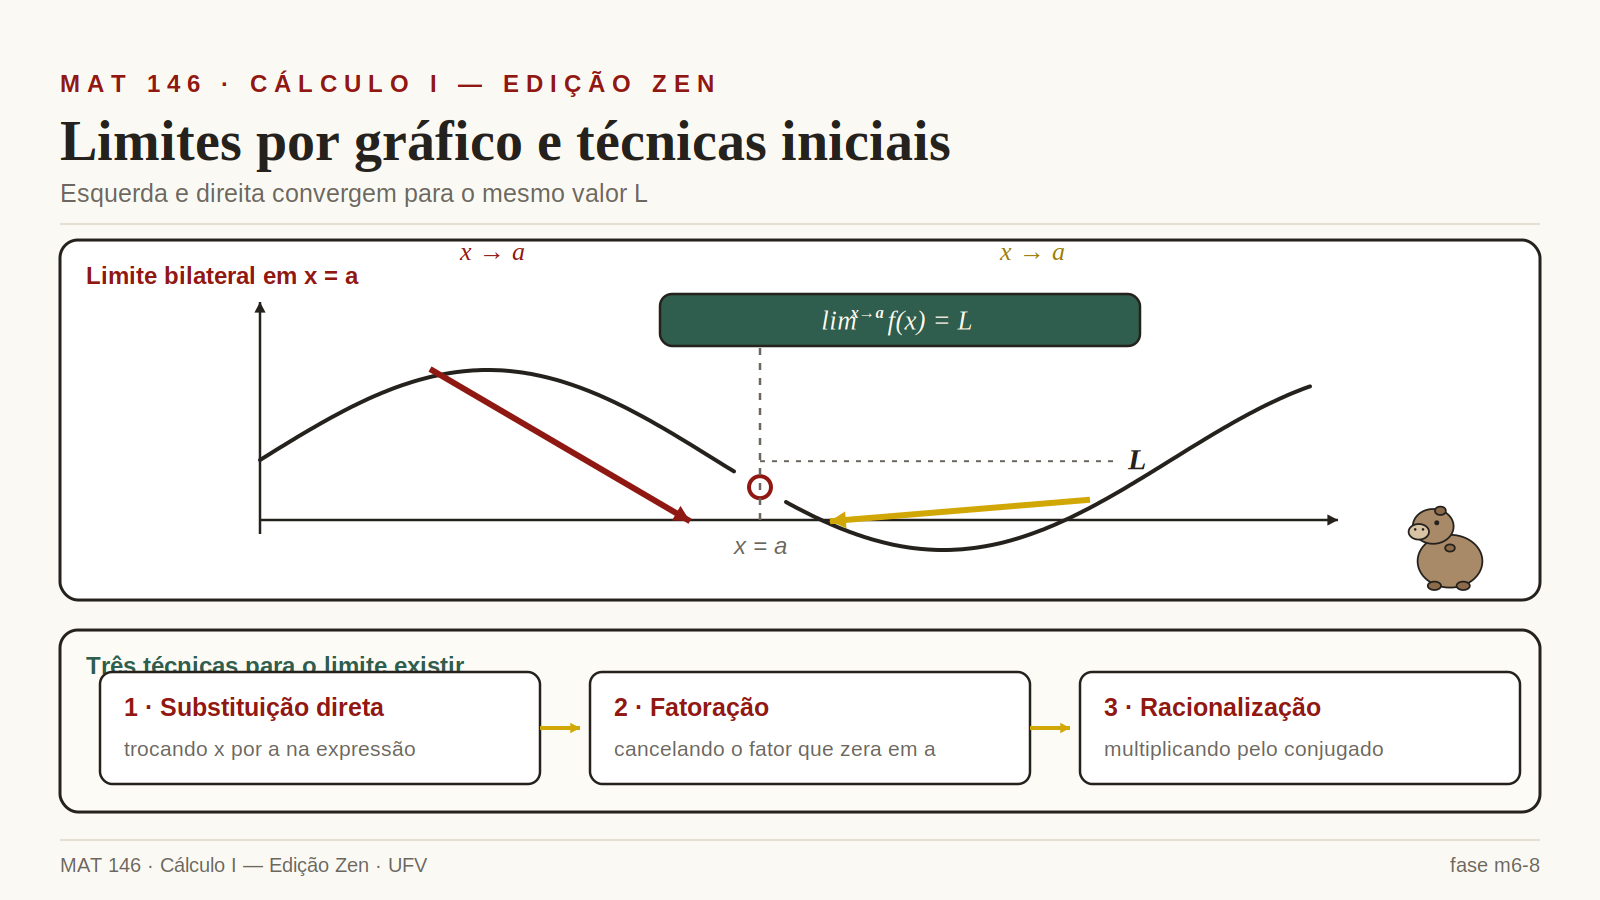 MAT 146 · CÁLCULO I — EDIÇÃO ZEN
Limites por gráfico e técnicas iniciais
Esquerda e direita convergem para o mesmo valor L
x → a
x → a
Limite bilateral em x = a
lim x→a f(x) = L
L
x = a
Três técnicas para o limite existir
1 · Substituição direta
trocando x por a na expressão
2 · Fatoração
cancelando o fator que zera em a
3 · Racionalização
multiplicando pelo conjugado
MAT 146 · Cálculo I — Edição Zen · UFV
fase m6-8